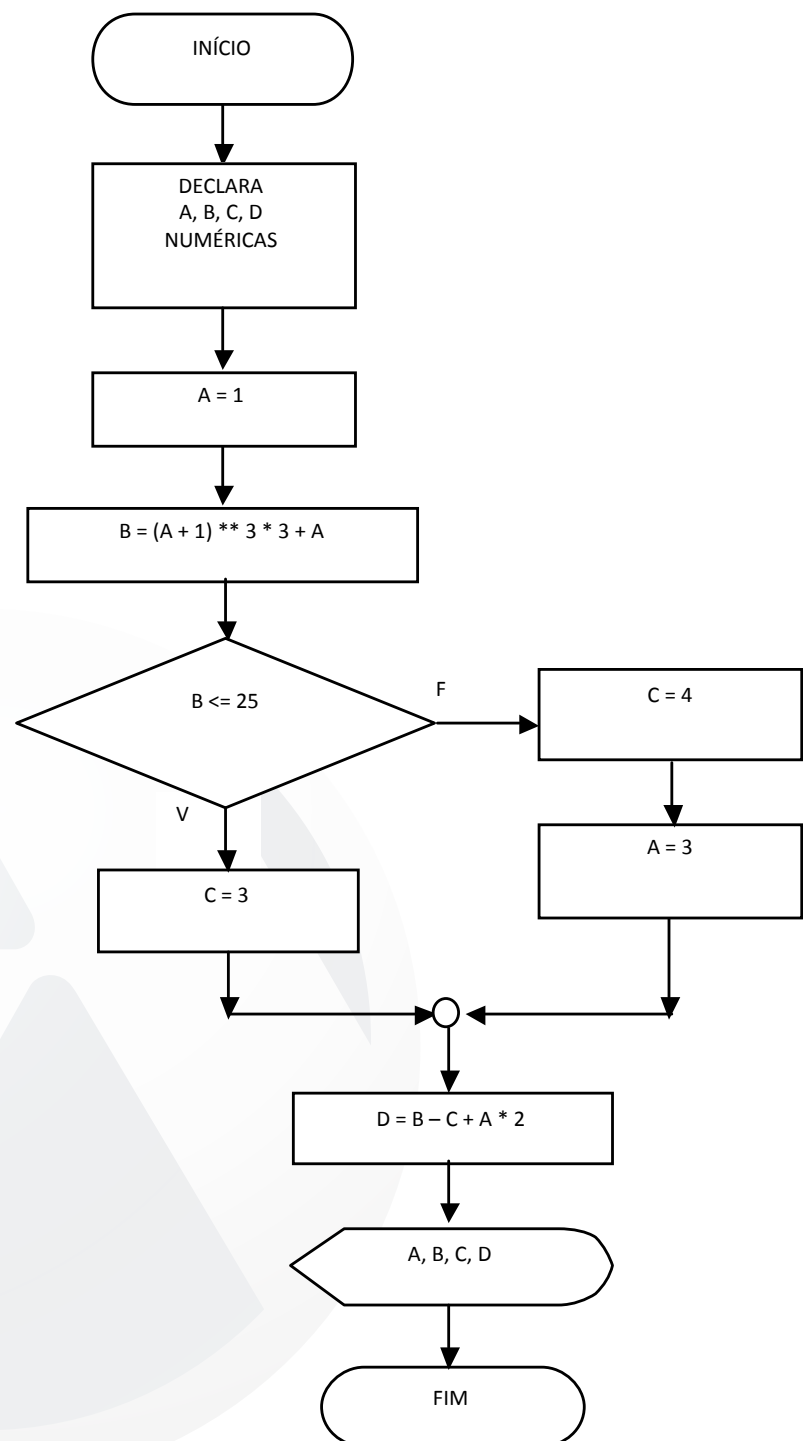 INÍCIO
DECLARA
A, B, C, D
NUMÉRICAS
A = 1
B = (A + 1) ** 3 * 3 + A
B <= 25
F
C = 4
V
A = 3
C = 3
D = B – C + A * 2
A, B, C, D
FIM